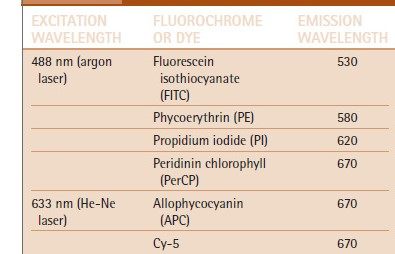 EXCITATION WAVELENGTH FLUOROCHROME OR DYE EMISSION WAVELENGTH
488 nm (argon laser) Fluorescein isothiocyanate (FITC) 530
Phycoerythrin (PE) 580
Propidium iodide (PI) 620
Peridinin chlorophyll (PerCP) 670
633 nm (He-Ne laser) Allophycocyanin (APC) 670
Cy-5 670